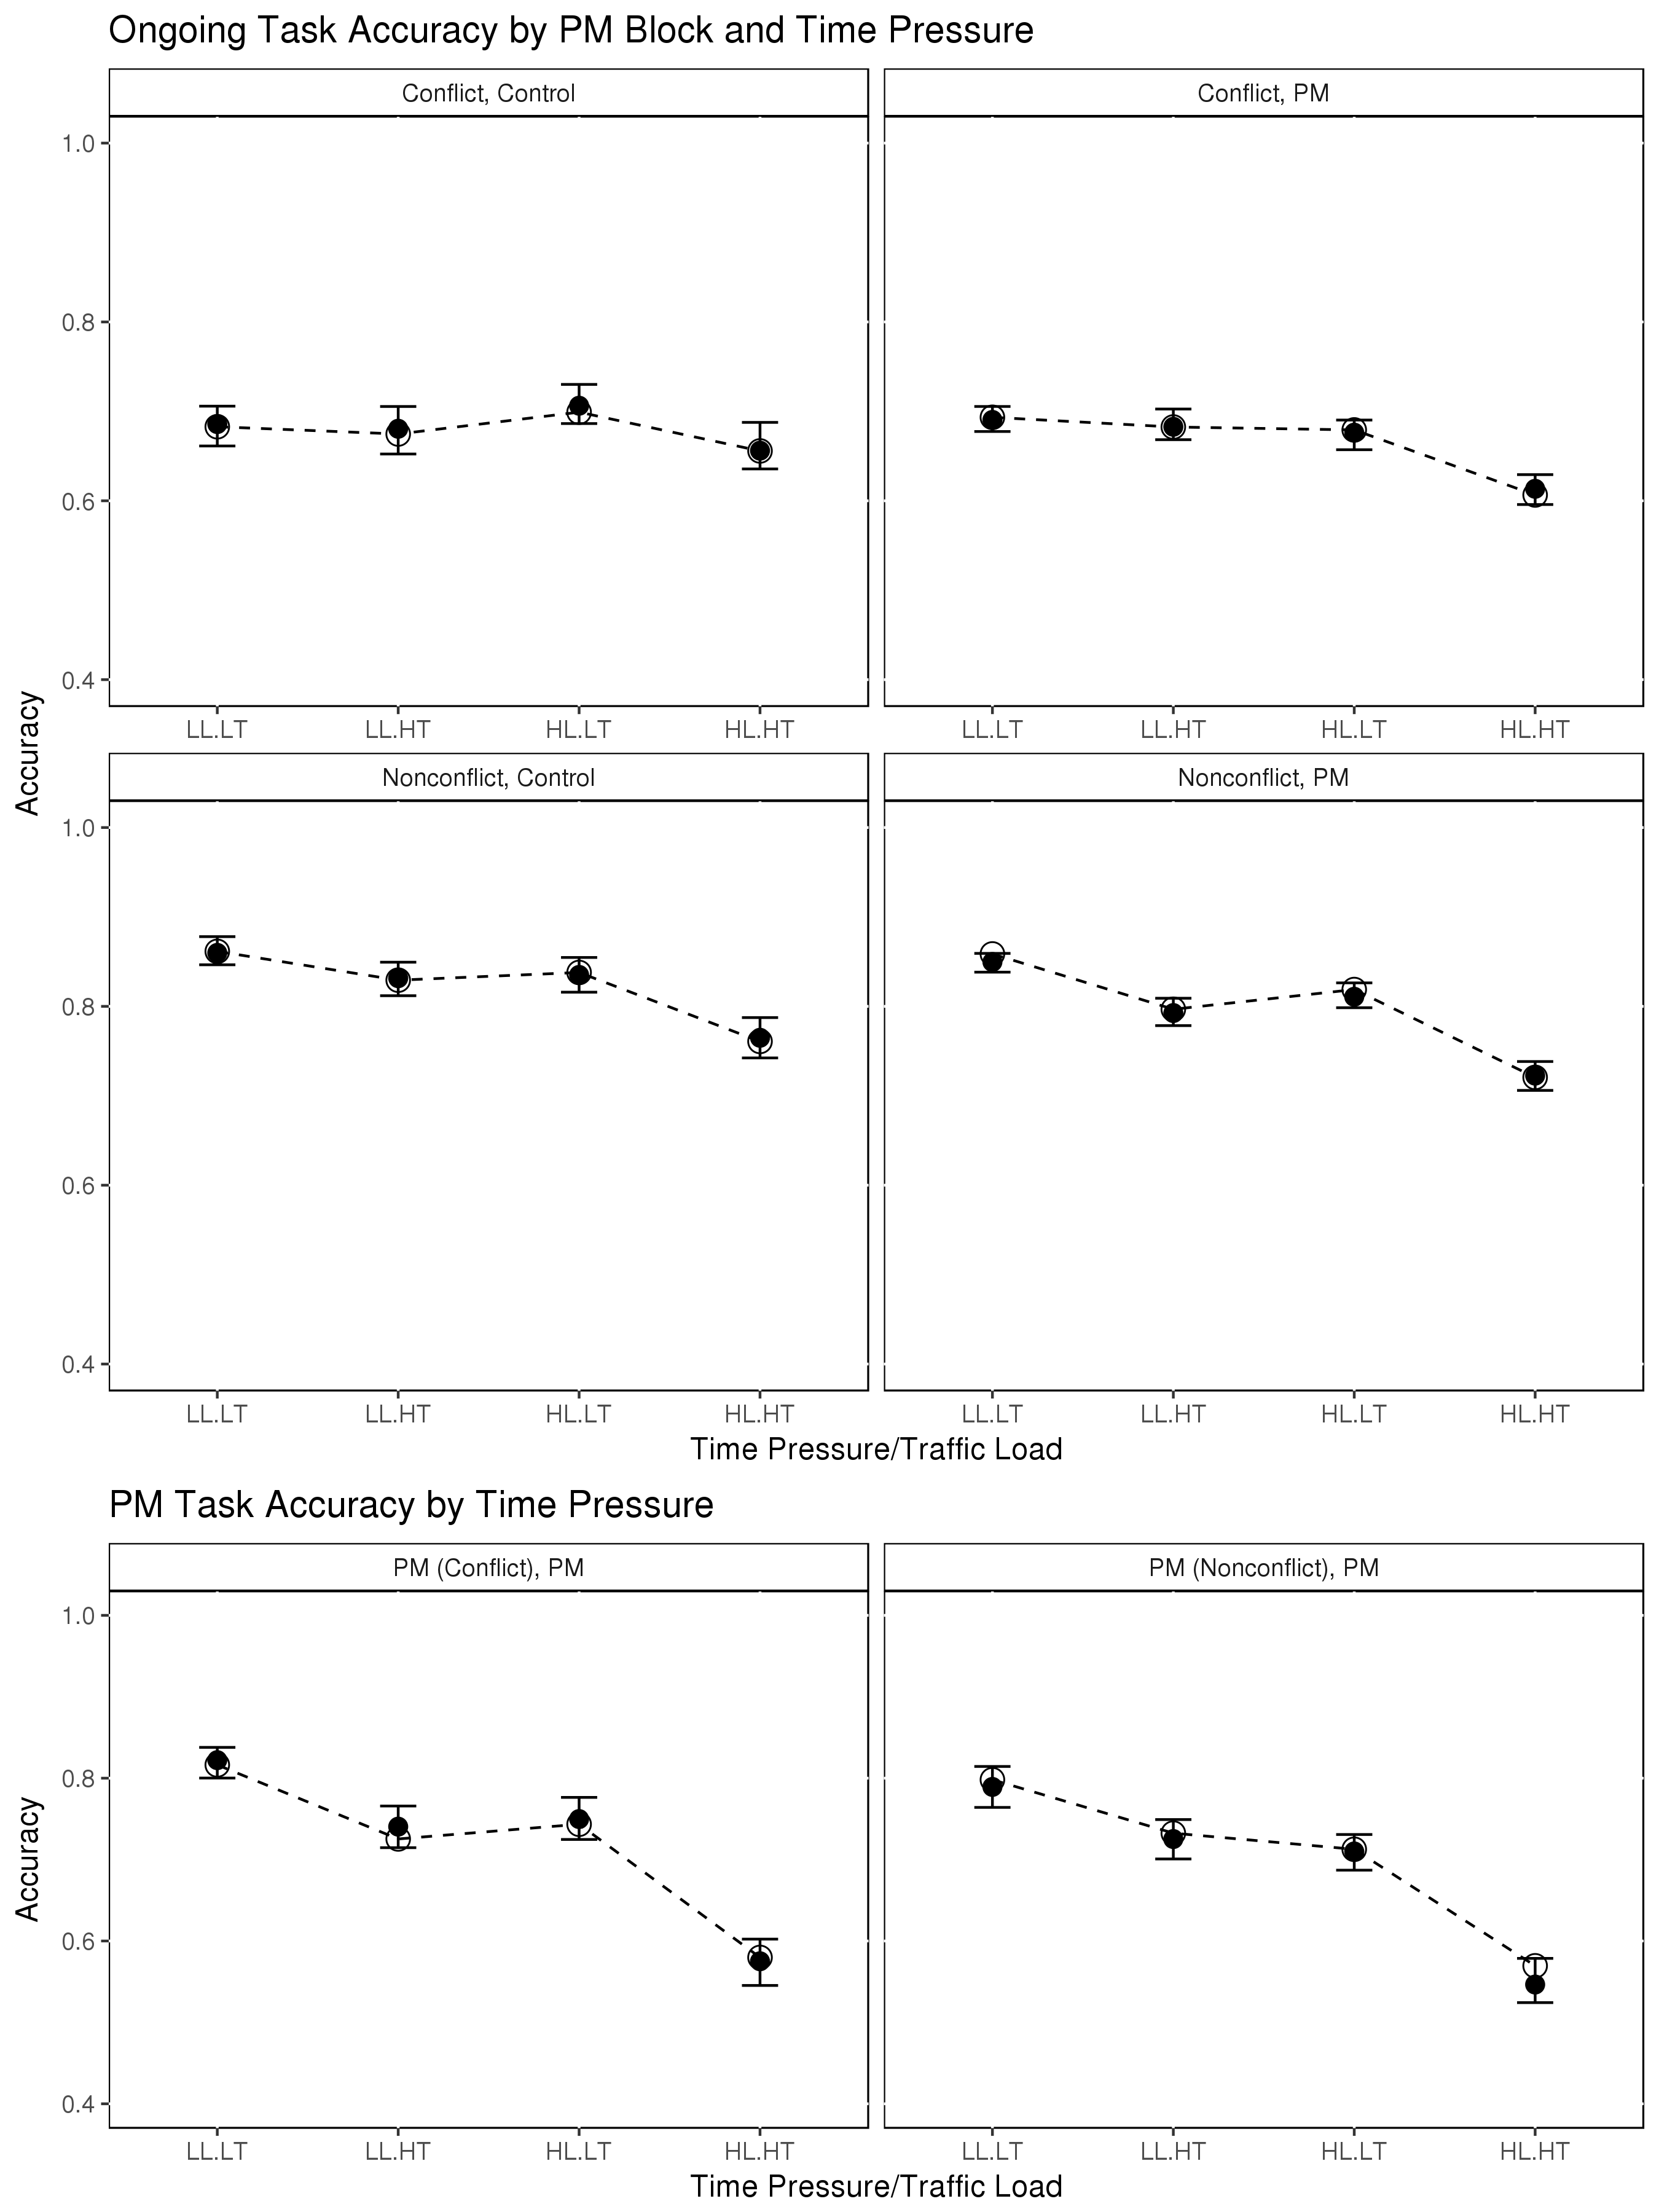 Ongoing Task Accuracy by PM Block and Time Pressure
Conflict, Control
Conflict, PM
1.0
0.8
0.6
0.4
LL.LT LL.HT HL.LT HL.HT
LL.LT LL.HT HL.LT HL.HT
Accuracy
Nonconflict, Control
Nonconflict, PM
1.0
0.8
0.6
0.4
LL.LT LL.HT HL.LT HL.HT
LL.LT LL.HT HL.LT HL.HT
Time Pressure/Traffic Load
PM Task Accuracy by Time Pressure
PM (Conflict), PM
PM (Nonconflict), PM
1.0
0.8
0.6
0.4
Accuracy
LL.LT LL.HT HL.LT HL.HT
LL.LT LL.HT HL.LT HL.HT
Time Pressure/Traffic Load